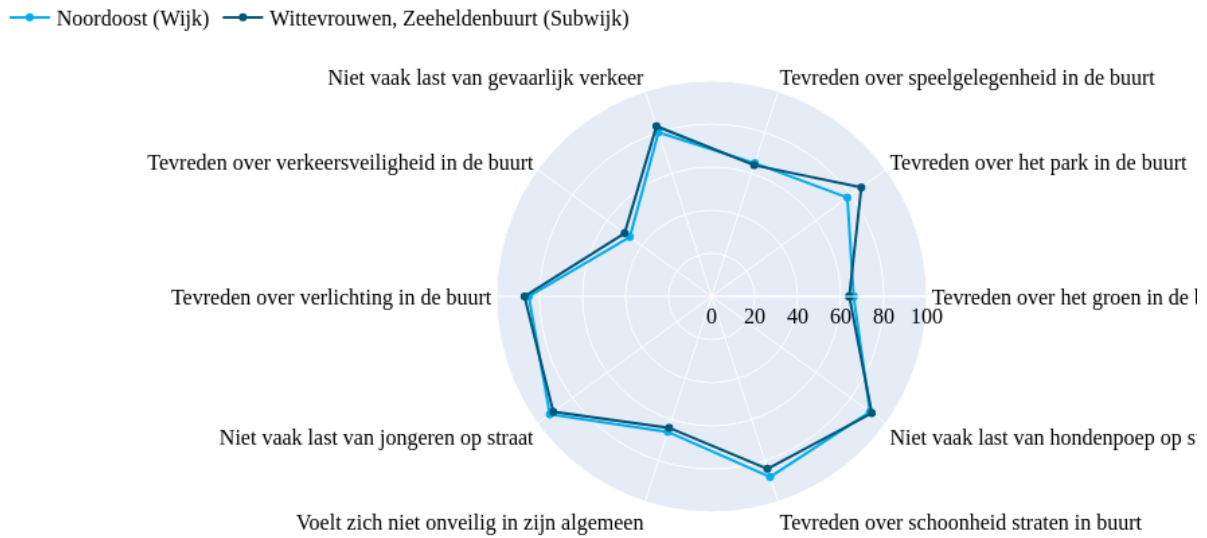 Noordoost (Wijk) Wittevrouwen, Zeeheldenbuurt (Subwijk)
Niet vaak last van gevaarlijk verkeer
Tevreden over speelgelegenheid in de buurt
Tevreden over verkeersveiligheid in de buurt
Tevreden over het park in de buurt
Tevreden over verlichting in de buurt
Tevreden over het groen in de
0 20 40 60 80 100
Niet vaak last van jongeren op straat
Niet vaak last van hondenpoep op
Voelt zich niet onveilig in zijn algemeen
Tevreden over schoonheid straten in buurt